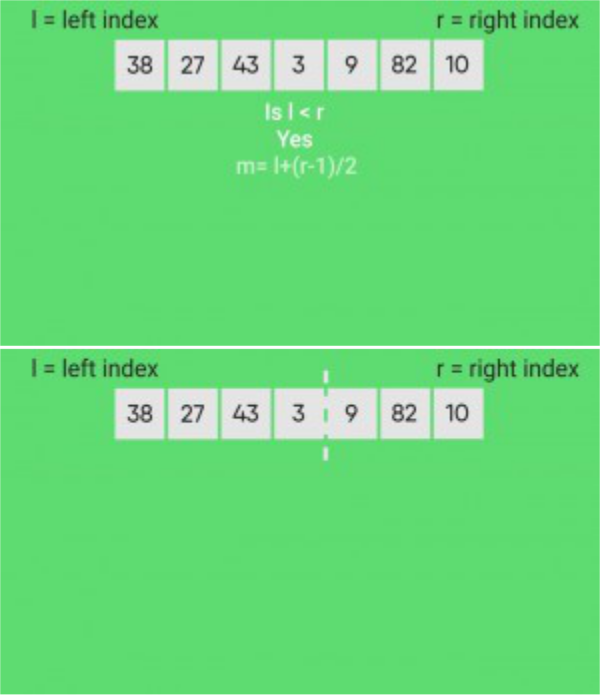 l = left index r = right index
38 27 43 3 9 82 10
Is l < r
Yes
m= l+(r-1)/2
l = left index r = right index
38 27 43 3 9 82 10